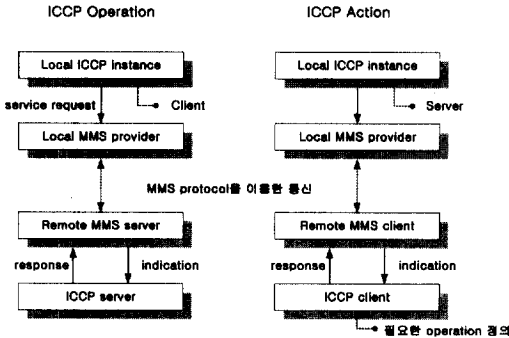 ICCP Operation
ICCP Action
Local ICCP instance
Local ICCP instance
service request
Client
Server
Local MMS provider
Local MMS provider
MMS protocol을 이용한 통신
Remote MMS server
Remote MMS client
response
indication
response
indication
ICCP server
ICCP client
필요한 operation 정의